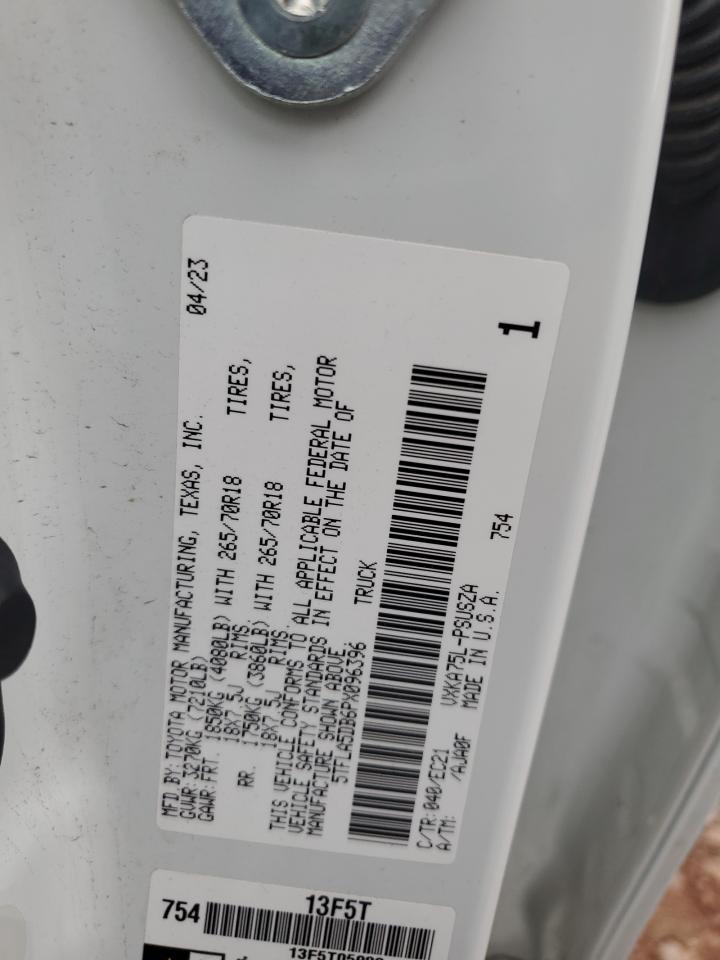 MFD. BY: TOYOTA MOTOR MANUFACTURING, TEXAS, INC. 04/23
GVWR: 3270KG (7210LB)
GAWR: FRT. 1850KG (4080LB) WITH 265/70R18 TIRES,
18X7.5J RIMS,
RR. 1750KG (3860LB) WITH 265/70R18 TIRES,
18X7.5J RIMS
THIS VEHICLE CONFORMS TO ALL APPLICABLE FEDERAL MOTOR
VEHICLE SAFETY STANDARDS IN EFFECT ON THE DATE OF
MANUFACTURE SHOWN ABOVE.
5TFLA5DB6PX096396 TRUCK
1
C/TR: 040/EC21 VXKA75L-PSUSZA 754
A/TM: /AJA0F MADE IN U.S.A.
754 13F5T